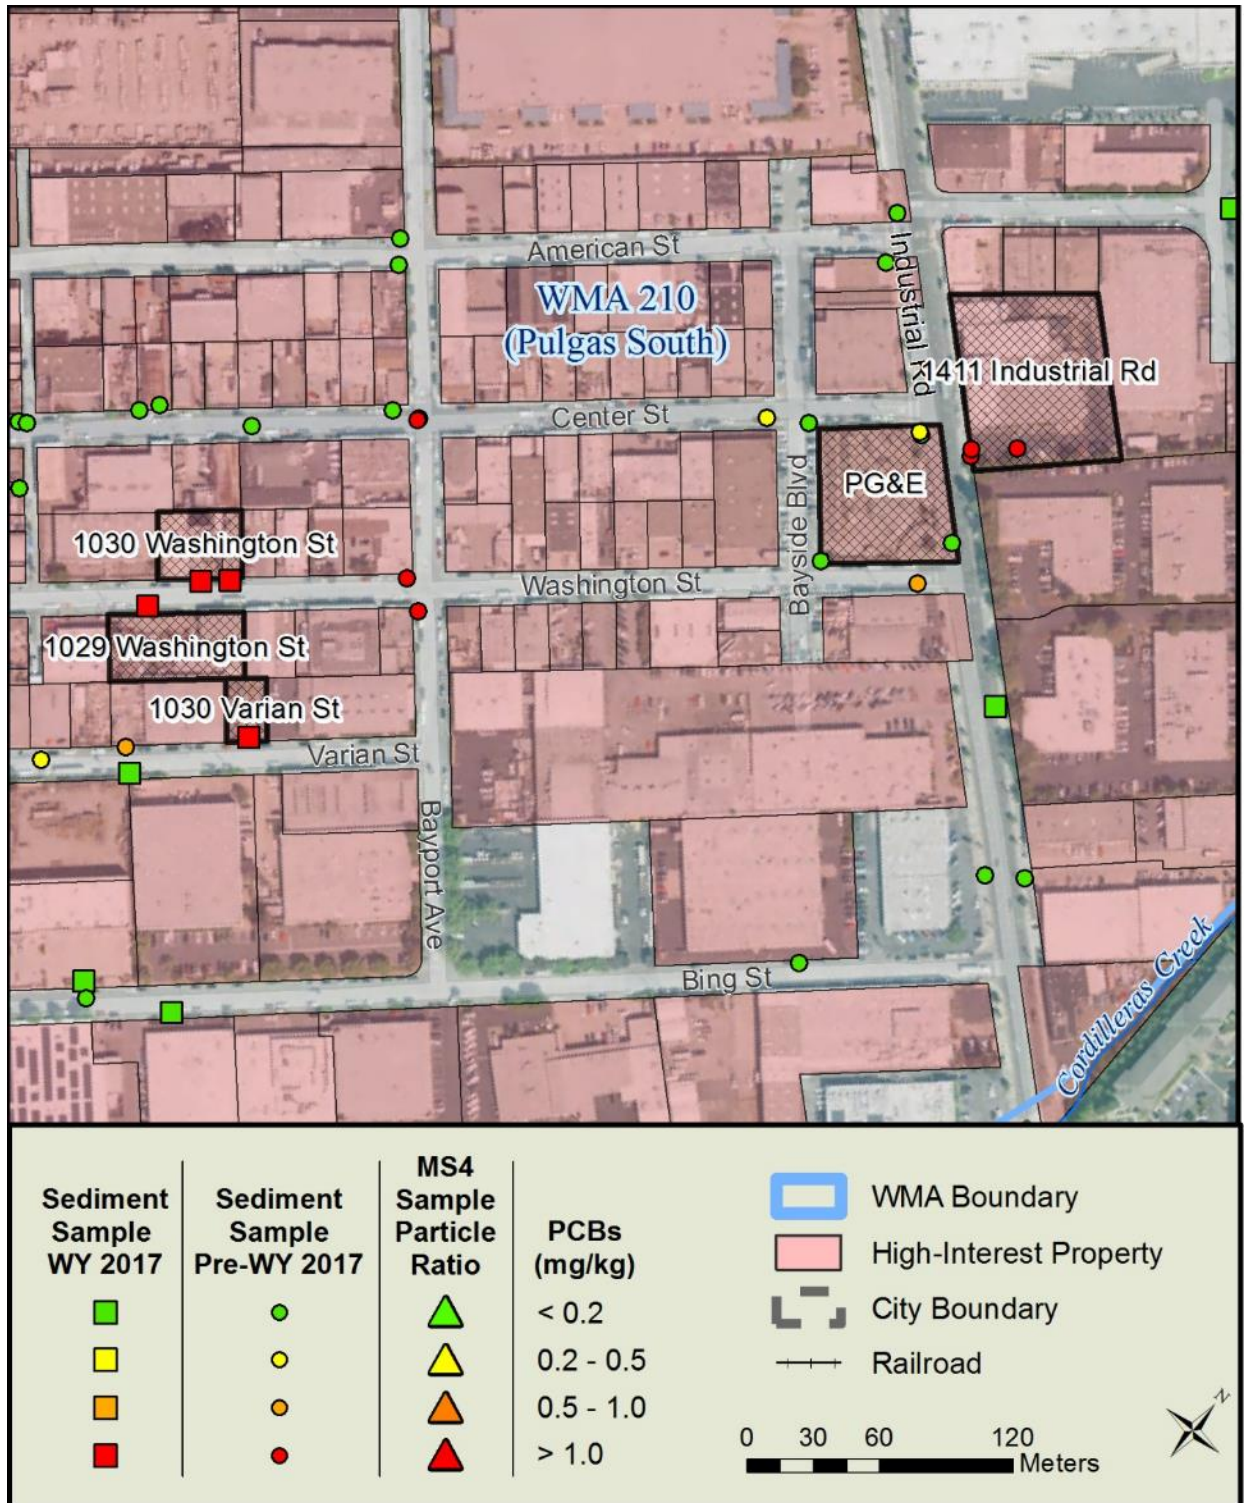 American St
Industrial Rd
WMA 210
(Pulgas South)
1411 Industrial Rd
Center St
PG&E
Bayside Blvd
1030 Washington St
Washington St
1029 Washington St
1030 Varian St
Varian St
Bayport Ave
Bing St
Cordilleras Creek
Sediment
Sample
WY 2017
Sediment
Sample
Pre-WY 2017
MS4
Sample
Particle
Ratio
PCBs
(mg/kg)
< 0.2
0.2 - 0.5
0.5 - 1.0
> 1.0
WMA Boundary
High-Interest Property
City Boundary
Railroad
0 30 60 120
Meters
N